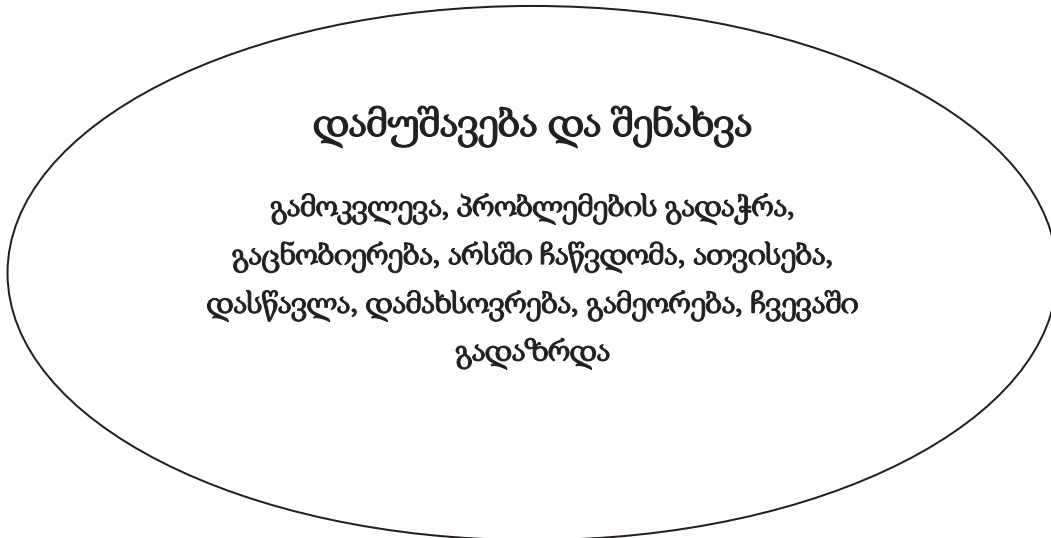 დამუშავება და შენახვა
გამოკვლევა, პრობლემების გადაჭრა,
გაცნობიერება, არსში ჩაწვდომა, ათვისება,
დასწავლა, დამახსოვრება, გამეორება, ჩვევაში
გადაზრდა